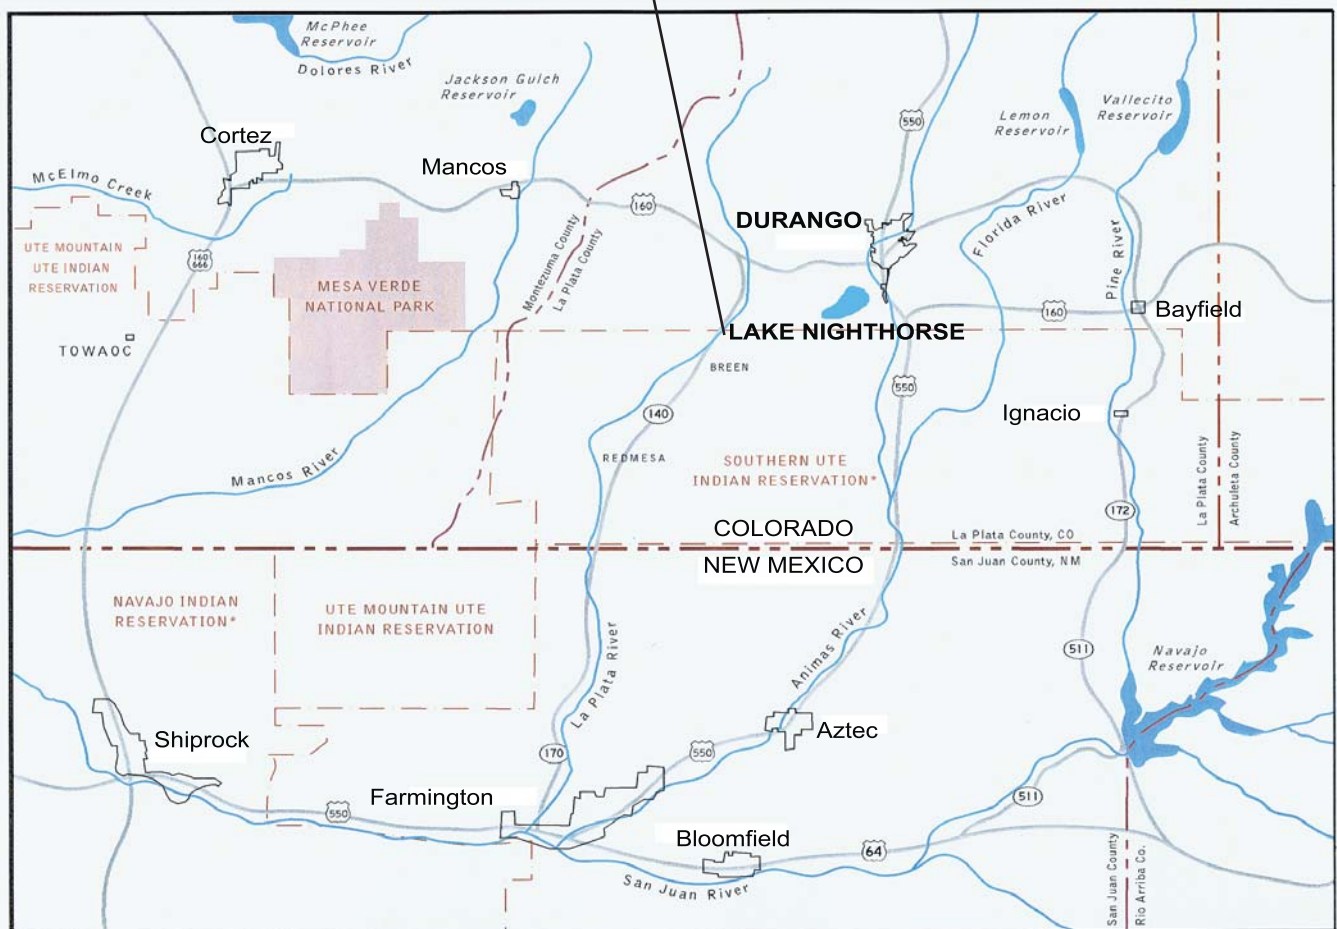 McPhee
Reservoir
Dolores River
Jackson Gulch
Reservoir
Cortez
Mancos
McElmo Creek
550
Lemon
Reservoir
Vallecito
Reservoir
160
DURANGO
Florida River
Pine River
Montezuma County
La Plata County
UTE MOUNTAIN
UTE INDIAN
RESERVATION
160
666
MESA VERDE
NATIONAL PARK
160
Bayfield
LAKE NIGHTHORSE
TOWAOC
BREEN
550
140
Ignacio
REDMESA
SOUTHERN UTE
INDIAN RESERVATION*
Mancos River
La Plata County
Archuleta County
172
COLORADO
NEW MEXICO
La Plata County, CO
San Juan County, NM
NAVAJO INDIAN
RESERVATION*
UTE MOUNTAIN UTE
INDIAN RESERVATION
La Plata River
Animas River
511
Navajo
Reservoir
Shiprock
Aztec
170
550
Farmington
550
511
Bloomfield
64
San Juan River
San Juan County
Rio Arriba Co.